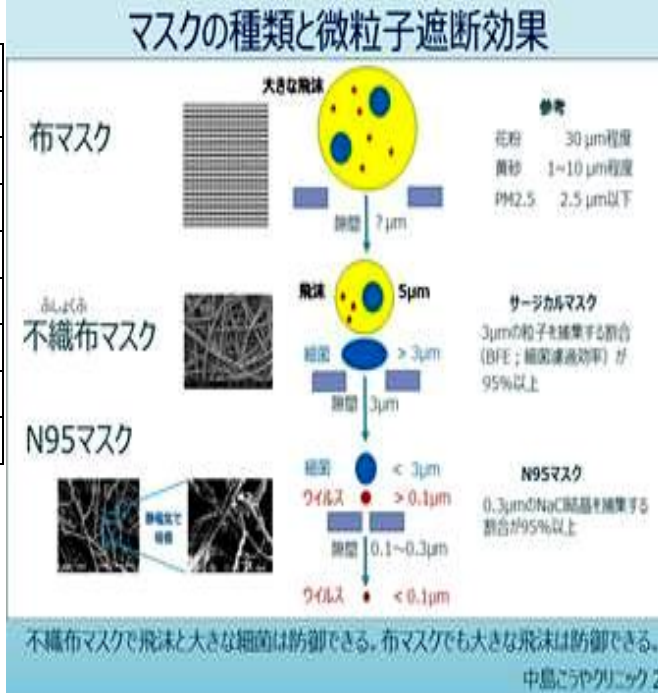 マスクの種類と微粒子遮断効果
大きな飛沫
布マスク
参考
花粉 30 μm程度
黄砂 1~10 μm程度
PM2.5 2.5 μm以下
隙間 ?μm
飛沫 5μm
ふしょくふ
不織布マスク
細菌 > 3μm
隙間 3μm
サージカルマスク
3μmの粒子を捕集する割合
(BFE;細菌濾過効率)が
95%以上
N95マスク
細菌 < 3μm
ウイルス > 0.1μm
静電気で
隙間 0.1~0.3μm
N95マスク
0.3μmのNaCl結晶を捕集する
割合が95%以上
ウイルス < 0.1μm
不織布マスクで飛沫と大きな細菌は防御できる。布マスクでも大きな飛沫は防御できる。
中島こうやクリニック 2